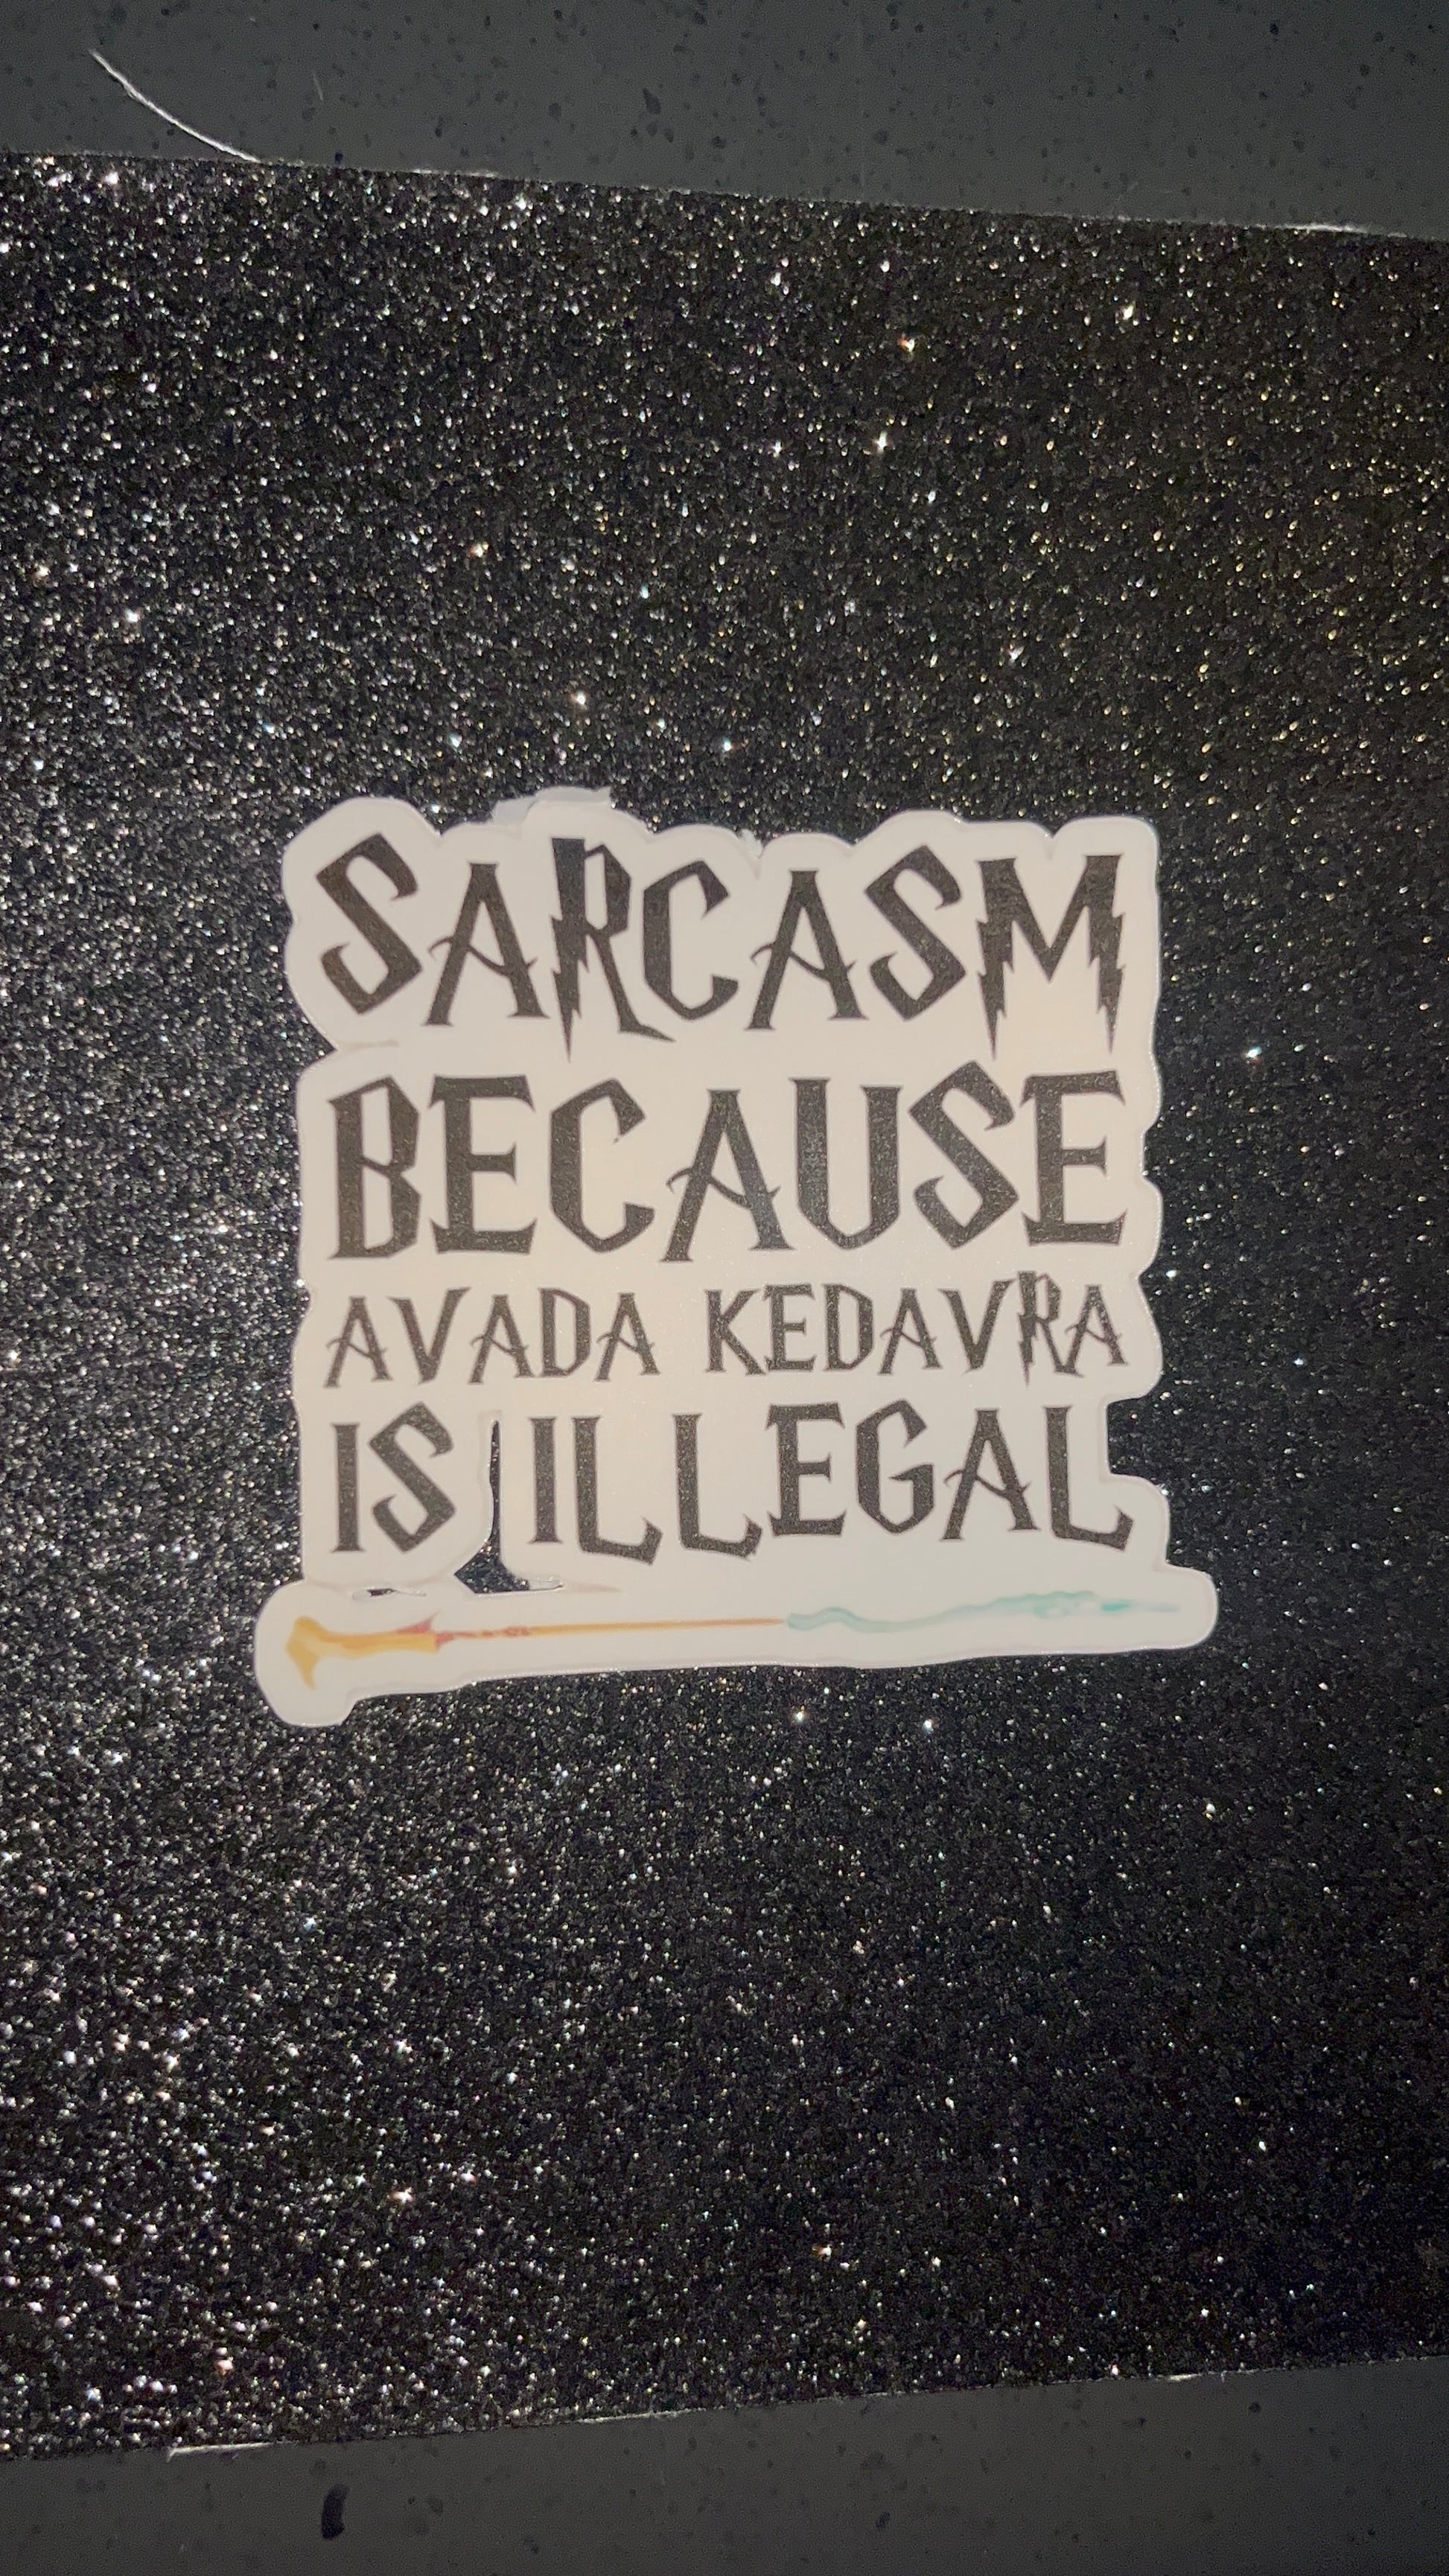 SARCASM
BECAUSE
AVADA KEDAVRA
IS ILLEGAL